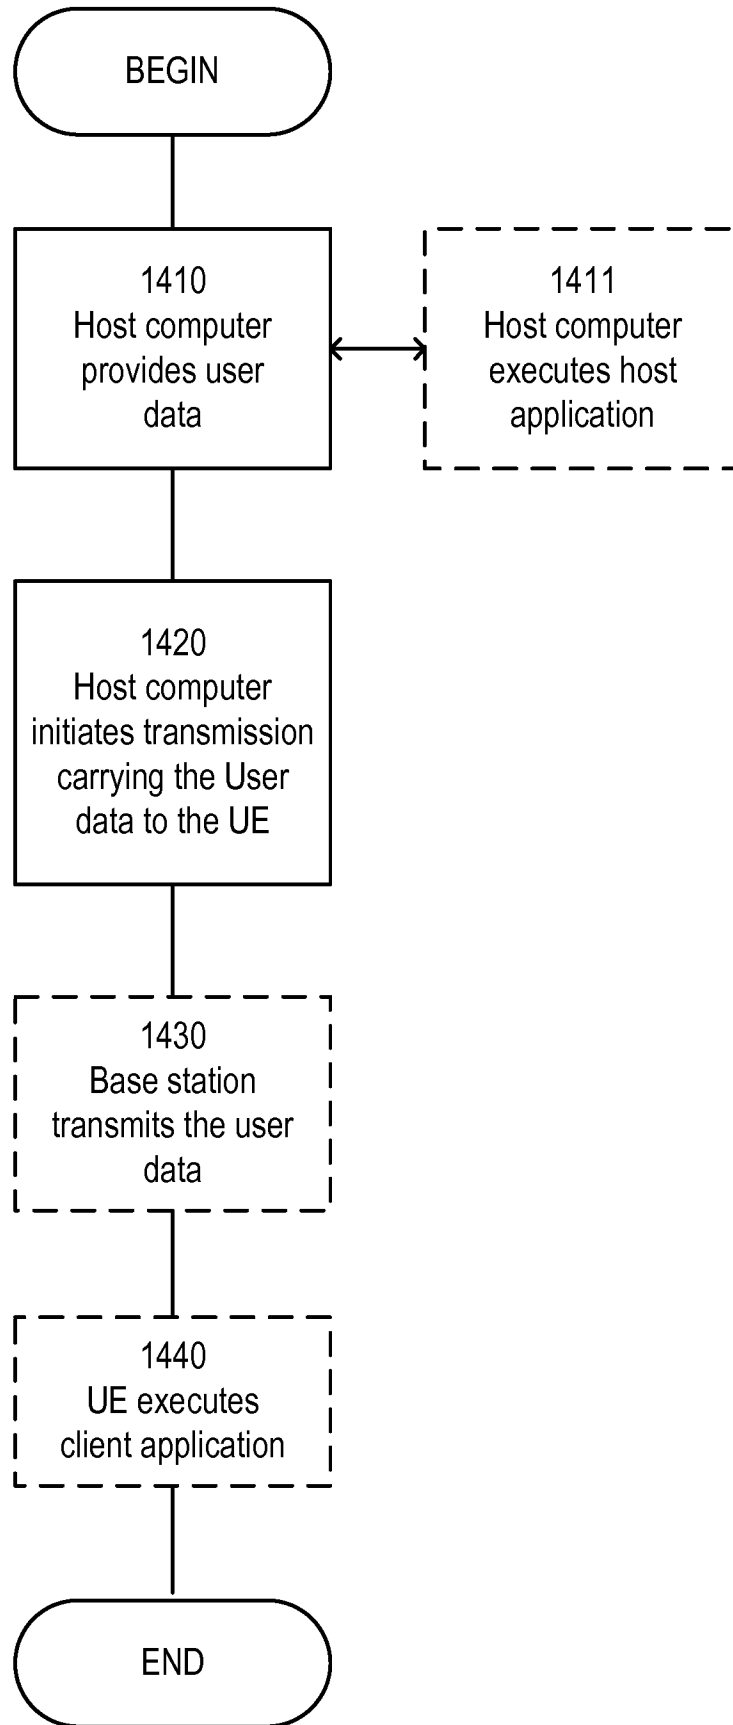 BEGIN
1410
Host computer
provides user
data
1411
Host computer
executes host
application
1420
Host computer
initiates transmission
carrying the User
data to the UE
1430
Base station
transmits the user
data
1440
UE executes
client application
END